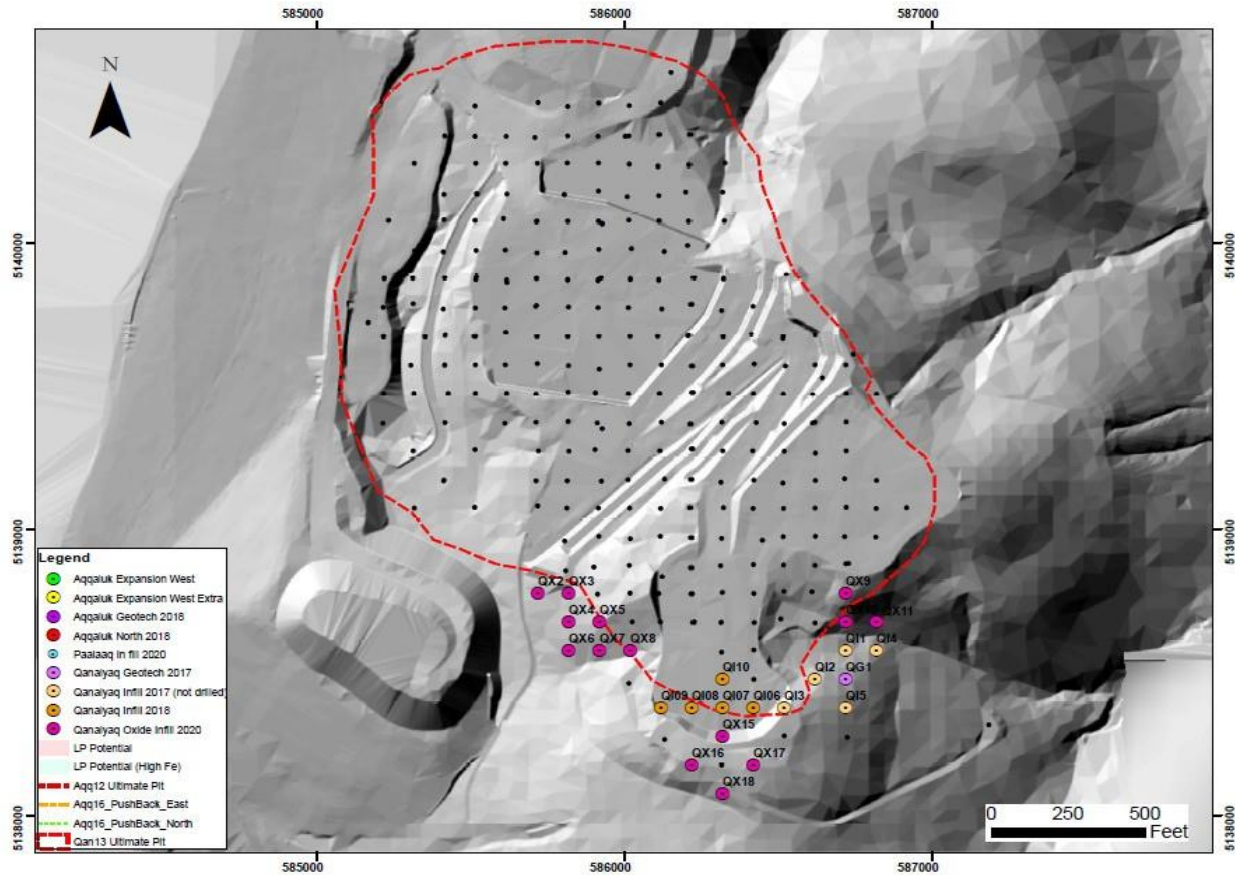 585000 586000 587000
N
5140000 5140000
5139000 5139000
Legend
Aqqaluk Expansion West
Aqqaluk Expansion West Extra
Aqqaluk Geotech 2016
Aqqaluk North 2018
Paalaaq In fill 2020
Qanaiyaq Geotech 2017
Qanaiyaq Infill 2017 (not drilled)
Qanaiyaq Infill 2018
Qanaiyaq Oxide Infill 2020
LP Potential
LP Potential (High Fe)
Aqq12 Ultimate Pit
Aqq16_PushBack_East
Aqq16_PushBack_North
Qan13 Ultimate Pit
QX2 QX3 QX9
QX4 QX5 QX11
QX6 QX7 QX8 QI1 QI4
QI10 QI2 QG1
QI09 QI08 QI07 QI06 QI3 QI5
QX15
QX16 QX17
QX18
0 250 500
Feet
5138000 5138000
585000 586000 587000